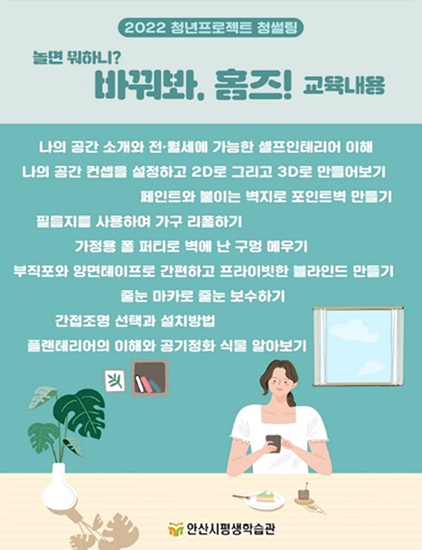 2022 청년프로젝트 청썰팅
놀면 뭐하니?
바꿔봐, 홈즈! 교육내용
나의 공간 소개와 전·월세에 가능한 셀프인테리어 이해
나의 공간 컨셉을 설정하고 2D로 그리고 3D로 만들어보기
페인트와 붙이는 벽지로 포인트벽 만들기
필름지를 사용하여 가구 리폼하기
가정용 폼 퍼티로 벽에 난 구멍 메우기
부직포와 양면테이프로 간편하고 프라이빗한 블라인드 만들기
줄눈 마카로 줄눈 보수하기
간접조명 선택과 설치방법
플랜테리어의 이해와 공기정화 식물 알아보기
안산시평생학습관